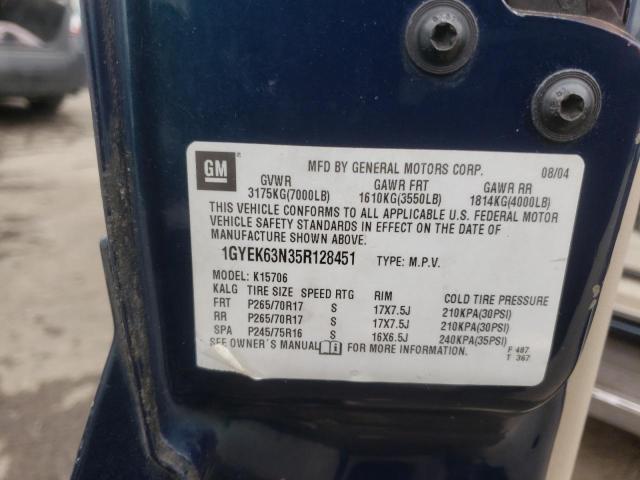 GM ® MFD BY GENERAL MOTORS CORP. 08/04
GVWR GAWR FRT GAWR RR
3175KG(7000LB) 1610KG(3550LB) 1814KG(4000LB)
THIS VEHICLE CONFORMS TO ALL APPLICABLE U.S. FEDERAL MOTOR
VEHICLE SAFETY STANDARDS IN EFFECT ON THE DATE OF
MANUFACTURE SHOWN ABOVE.
1GYEK63N35R128451 TYPE: M.P.V.
MODEL: K15706
KALG TIRE SIZE SPEED RTG RIM COLD TIRE PRESSURE
FRT P265/70R17 S 17X7.5J 210KPA(30PSI)
RR P265/70R17 S 17X7.5J 210KPA(30PSI)
SPA P245/75R16 S 16X6.5J 240KPA(35PSI)
SEE OWNER'S MANUAL FOR MORE INFORMATION.
F 487
T 367